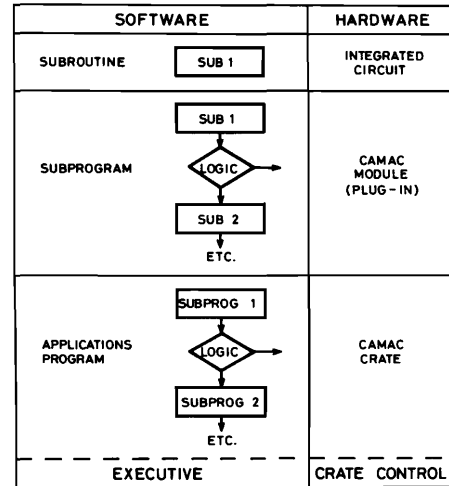 SOFTWARE
HARDWARE
SUBROUTINE
SUB 1
INTEGRATED
CIRCUIT
SUBPROGRAM
SUB 1
LOGIC
SUB 2
ETC.
CAMAC
MODULE
(PLUG-IN)
APPLICATIONS
PROGRAM
SUBPROG 1
LOGIC
SUBPROG 2
ETC.
CAMAC
CRATE
EXECUTIVE
CRATE CONTROL